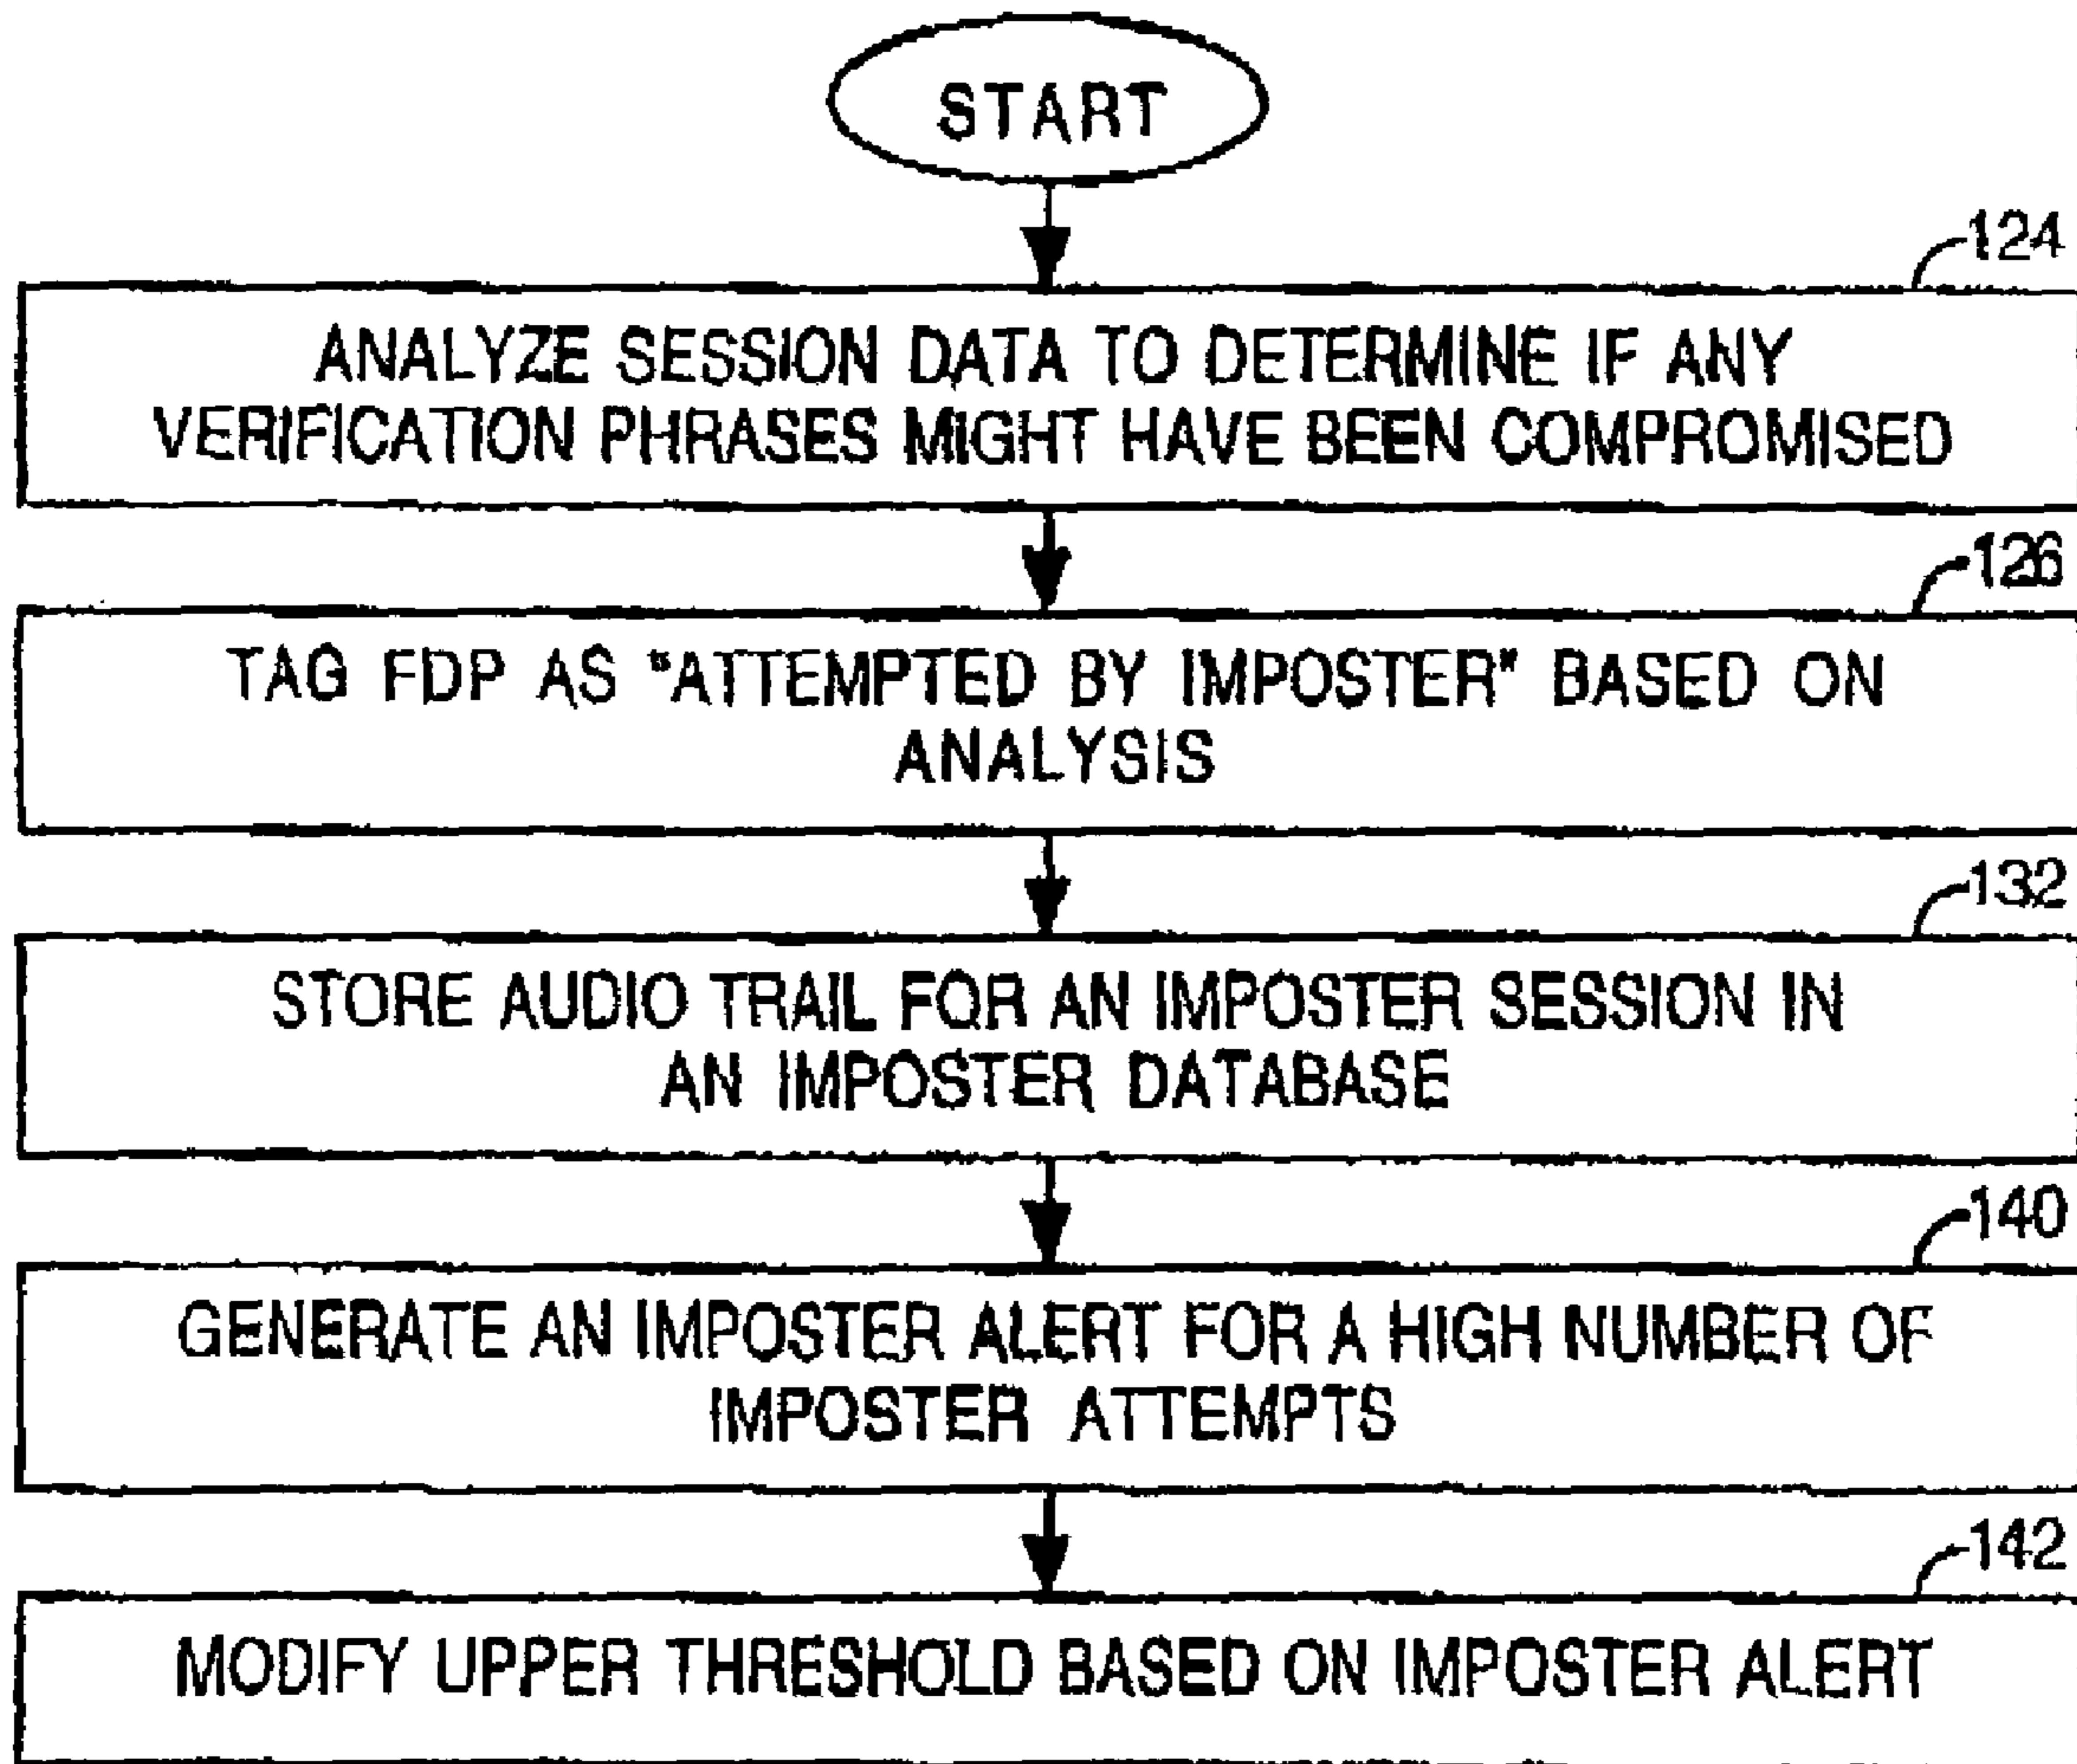 START
124
ANALYZE SESSION DATA TO DETERMINE IF ANY
VERIFICATION PHRASES MIGHT HAVE BEEN COMPROMISED
126
TAG FDP AS "ATTEMPTED BY IMPOSTER" BASED ON
ANALYSIS
132
STORE AUDIO TRAIL FOR AN IMPOSTER SESSION IN
AN IMPOSTER DATABASE
140
GENERATE AN IMPOSTER ALERT FOR A HIGH NUMBER OF
IMPOSTER ATTEMPTS
142
MODIFY UPPER THRESHOLD BASED ON IMPOSTER ALERT